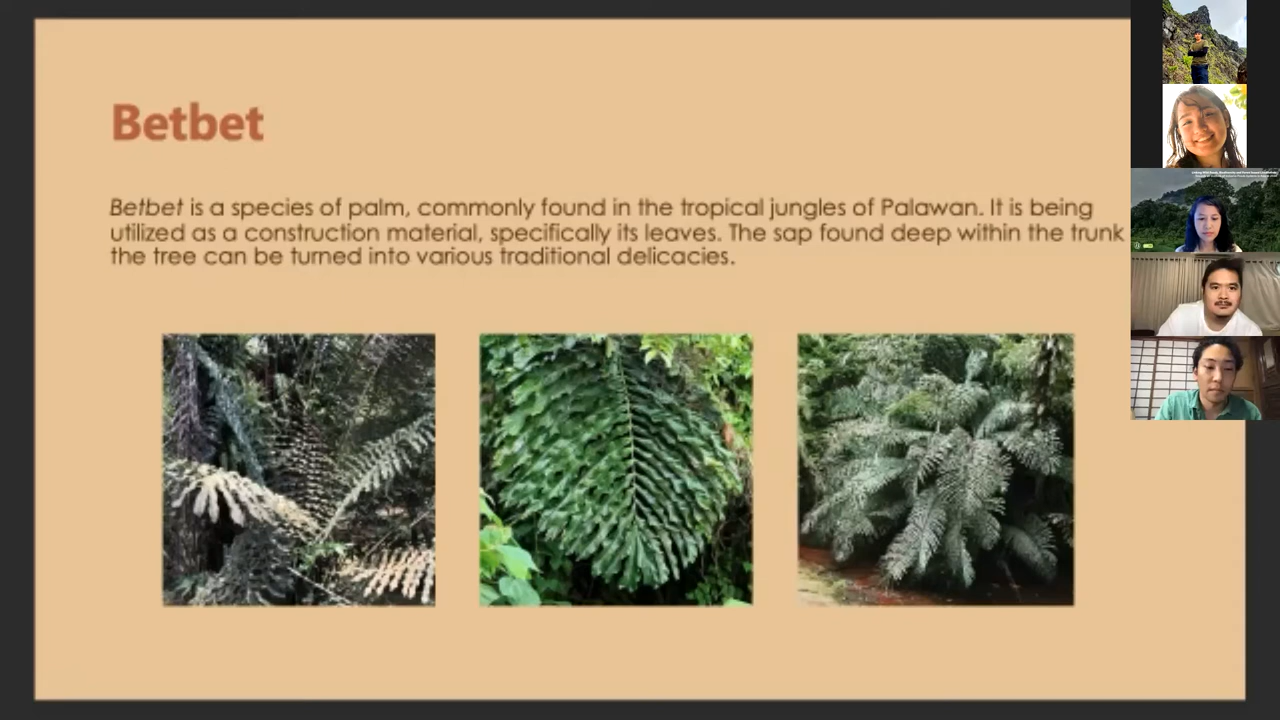 Betbet
Betbet is a species of palm, commonly found in the tropical jungles of Palawan. It is being
utilized as a construction material, specifically its leaves. The sap found deep within the trunk
the tree can be turned into various traditional delicacies.